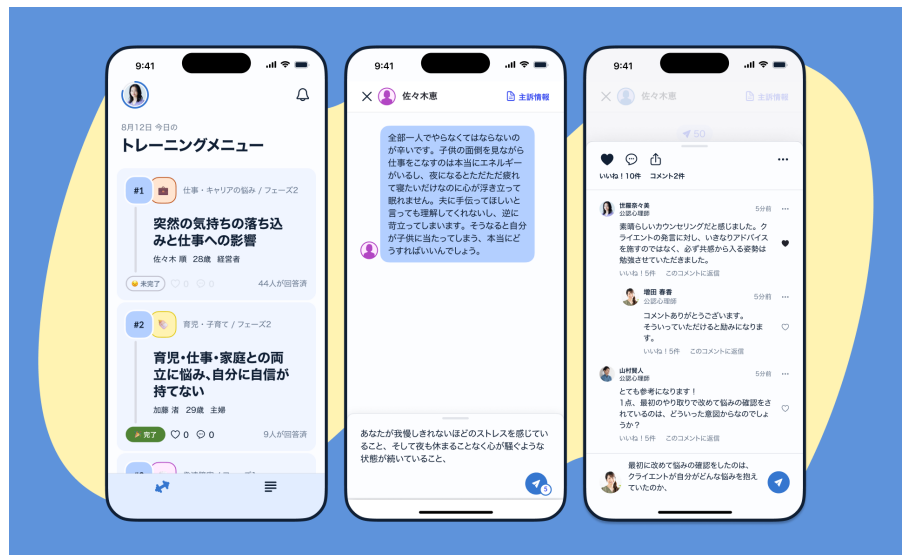 9:41
8月12日 今日の
トレーニングメニュー
#1
仕事・キャリアの悩み / フェーズ2
突然の気持ちの落ち込
みと仕事への影響
佐々木 順 28歳 経営者
未完了 0 0 44人が回答済
#2
育児・子育て / フェーズ2
育児・仕事・家庭との両
立に悩み、自分に自信が
持てない
加藤 渚 29歳 主婦
完了 0 0 9人が回答済
9:41
佐々木恵 主訴情報
全部一人でやらなくてはならないの
が辛いです。子供の面倒を見ながら
仕事をこなすのは本当にエネルギー
がいるし、夜になるとただただ疲れ
て寝たいだけなのに心が浮き立って
眠れません。夫に手伝ってほしいと
言っても理解してくれないし、逆に
苛立ってしまいます。そうなると自分
が子供に当たってしまう、本当にど
うすればいいんでしょう。
あなたが我慢しきれないほどのストレスを感じてい
ること、そして夜も休まることなく心が騒ぐような
状態が続いていること、
3
9:41
佐々木恵 主訴情報
50
いいね！10件 コメント2件
世羅奈々美 5分前
公認心理師
素晴らしいカウンセリングだと感じました。ク
ライエントの発言に対し、いきなりアドバイス
を施すのではなく、必ず共感から入る姿勢は
勉強させていただきました。
いいね！5件 このコメントに返信
増田 春香 5分前
公認心理師
コメントありがとうございます。
そういっていただけると励みになりま
す。
いいね！5件 このコメントに返信
山村賢人 5分前
公認心理師
とても参考になります！
1点、最初のやり取りで改めて悩みの確認をさ
れているのは、どういった意図からなのでしょ
うか？
いいね！5件 このコメントに返信
最初に改めて悩みの確認をしたのは、
クライエントが自分がどんな悩みを抱え
ていたのか、